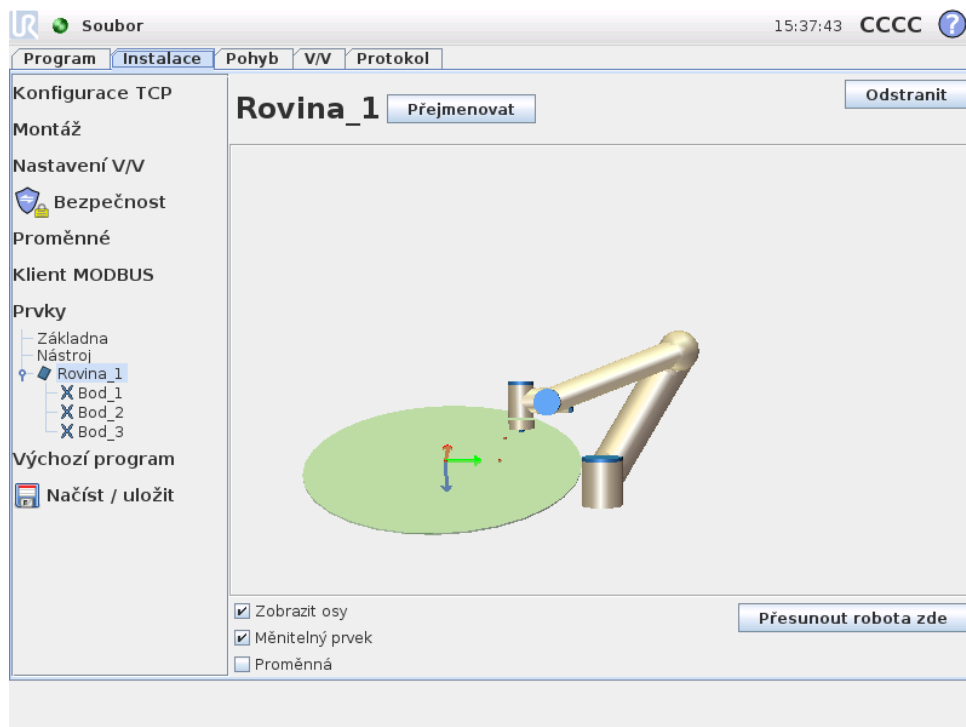 UR Soubor 15:37:43 CCCC ?
Program Instalace Pohyb V/V Protokol
Konfigurace TCP
Montáž
Nastavení V/V
Bezpečnost
Proměnné
Klient MODBUS
Prvky
Základna
Nástroj
Rovina_1
Bod_1
Bod_2
Bod_3
Výchozí program
Načíst / uložit
Rovina_1 Přejmenovat Odstranit
Zobrazit osy
Měnitelný prvek
Proměnná
Přesunout robota zde